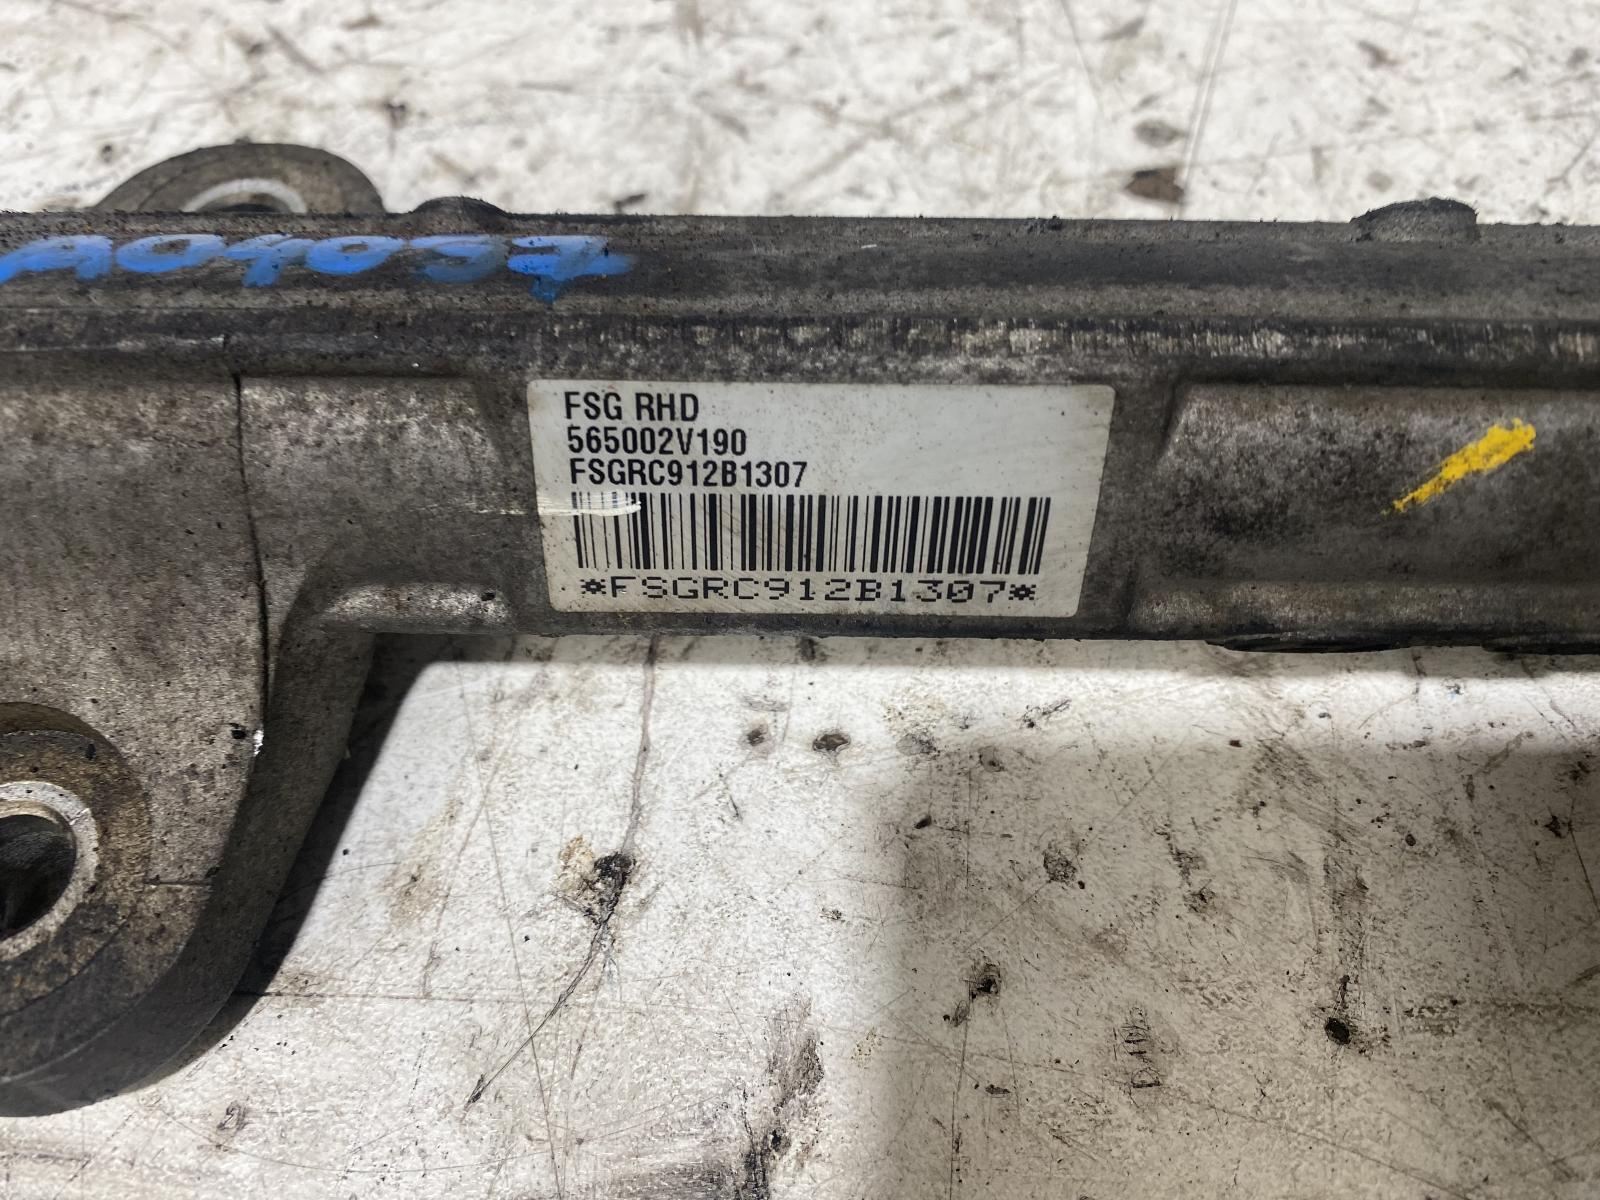 FSG RHD
565002V190
FSGRC912B1307
*FSGRC912B1307*